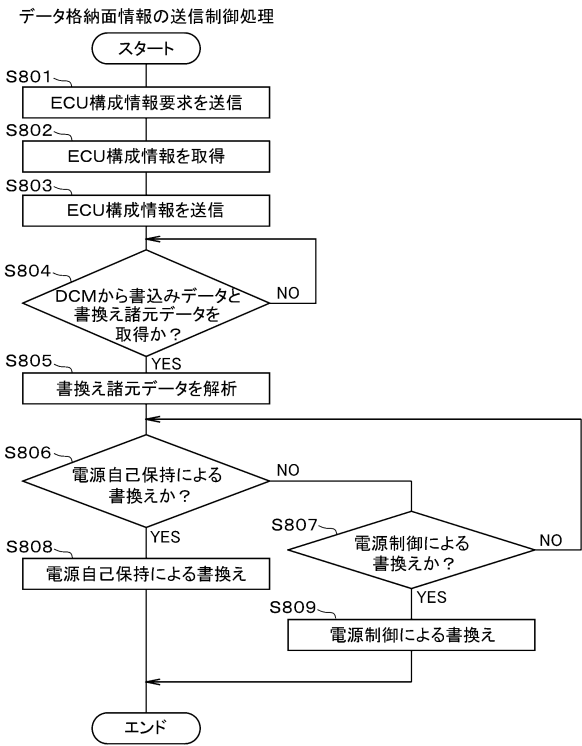 データ格納面情報の送信制御処理
スタート
S801
ECU構成情報要求を送信
S802
ECU構成情報を取得
S803
ECU構成情報を送信
S804
DCMから書込みデータと
書換え諸元データを
取得か？
NO
YES
S805
書換え諸元データを解析
S806
電源自己保持による
書換えか？
NO
YES
S807
電源制御による
書換えか？
NO
YES
S808
電源自己保持による書換え
S809
電源制御による書換え
エンド